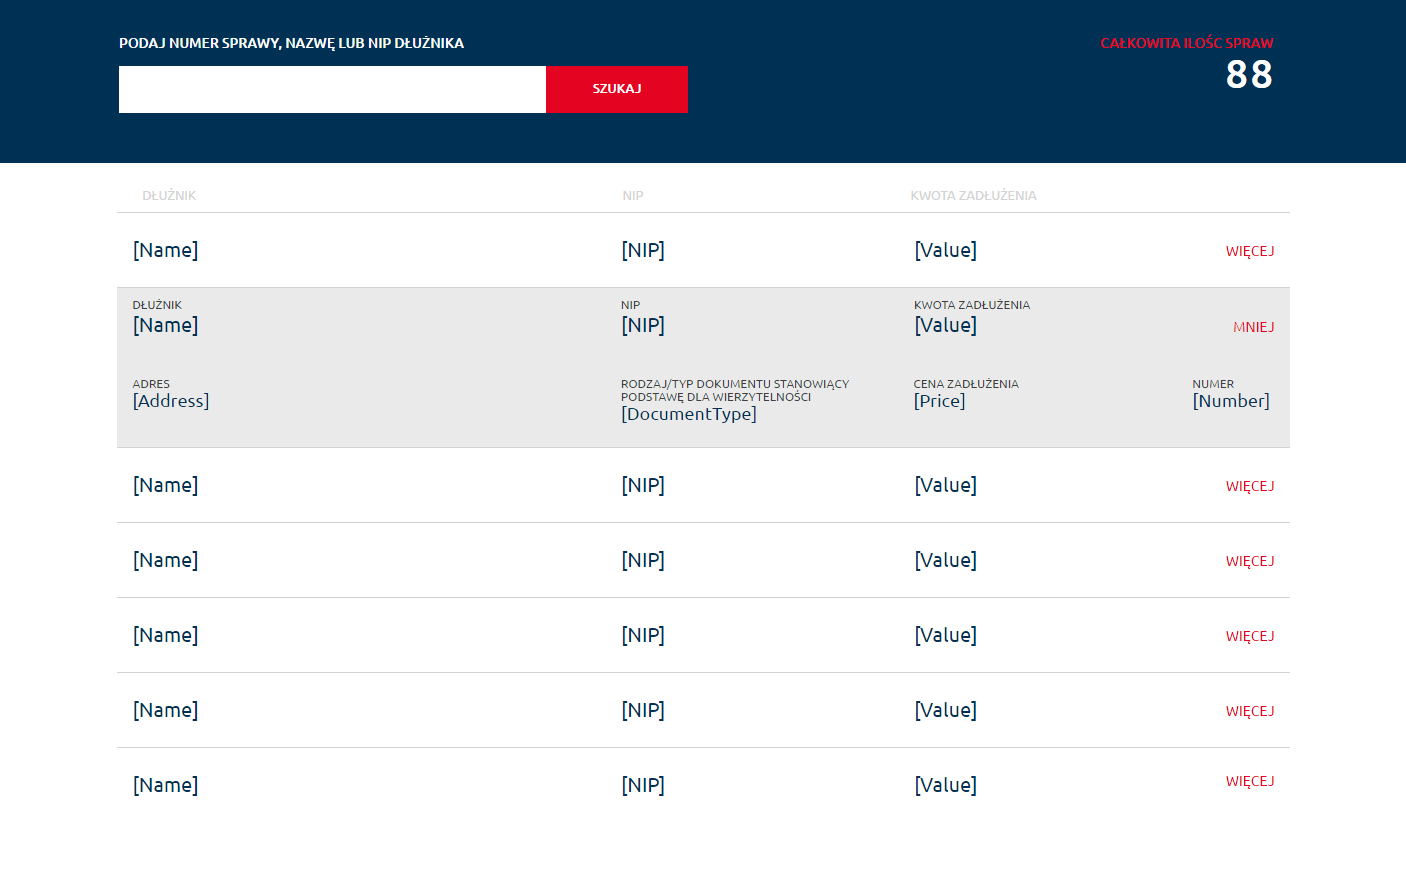 PODAJ NUMER SPRAWY, NAZWĘ LUB NIP DŁUŻNIKA
CAŁKOWITA ILOŚC SPRAW
88
SZUKAJ
DŁUŻNIK NIP KWOTA ZADŁUŻENIA
[Name] [NIP] [Value] WIĘCEJ
DŁUŻNIK NIP KWOTA ZADŁUŻENIA
[Name] [NIP] [Value] MNIEJ
ADRES RODZAJ/TYP DOKUMENTU STANOWIĄCY CENA ZADŁUŻENIA NUMER
PODSTAWĘ DLA WIERZYTELNOŚCI
[Address] [DocumentType] [Price] [Number]
[Name] [NIP] [Value] WIĘCEJ
[Name] [NIP] [Value] WIĘCEJ
[Name] [NIP] [Value] WIĘCEJ
[Name] [NIP] [Value] WIĘCEJ
[Name] [NIP] [Value] WIĘCEJ